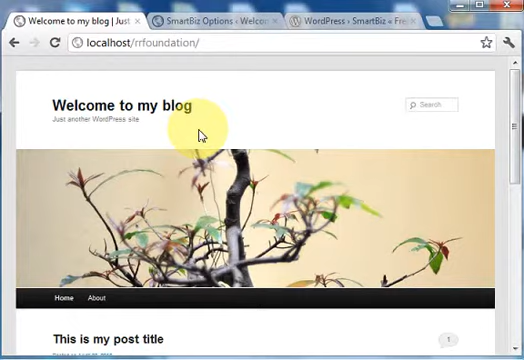 Welcome to my blog | Just
SmartBiz Options ‹ Welcom
WordPress › SmartBiz « Fre
localhost/rrfoundation/
Welcome to my blog
Search
Just another WordPress site
Home About
This is my post title
1